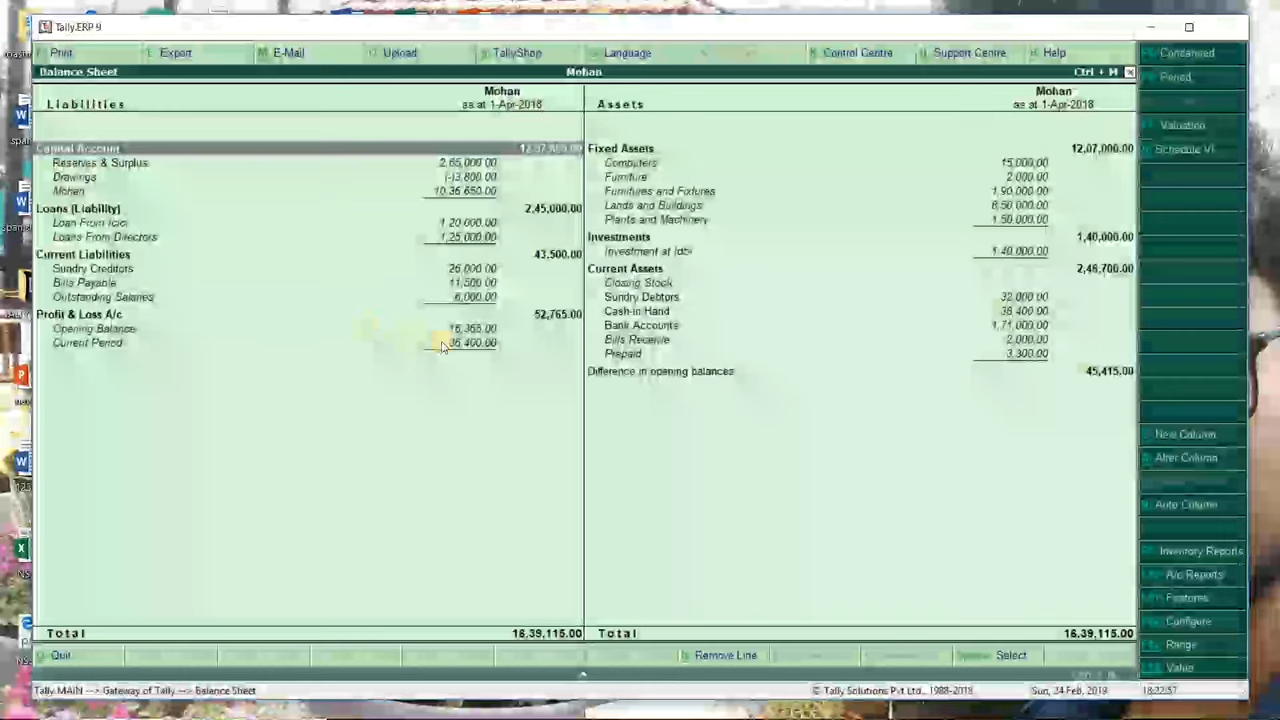 Tally.ERP 9
Print Export E-Mail Upload TallyShop Language Control Centre Support Centre Help
Balance Sheet Mohan Ctrl + M
Liabilities Mohan as at 1-Apr-2018
Assets Mohan as at 1-Apr-2018
Capital Account
Reserves & Surplus 2,65,000.00
Drawings (-)3,800.00
Mohan 10,36,650.00
Loans (Liability) 2,45,000.00
Loan From Icici 1,20,000.00
Loans From Directors 1,25,000.00
Current Liabilities 43,500.00
Sundry Creditors 26,000.00
Bills Payable 11,500.00
Outstanding Salaries 6,000.00
Profit & Loss A/c 52,765.00
Opening Balance 16,365.00
Current Period 36,400.00
Fixed Assets 12,07,000.00
Computers 15,000.00
Furniture 2,000.00
Furnitures and Fixtures 1,90,000.00
Lands and Buildings 8,50,000.00
Plants and Machinery 1,50,000.00
Investments 1,40,000.00
Investment at Idbi 1,40,000.00
Current Assets 2,46,700.00
Closing Stock
Sundry Debtors 32,000.00
Cash-in Hand 38,400.00
Bank Accounts 1,71,000.00
Bills Receive 2,000.00
Prepaid 3,300.00
Difference in opening balances 45,415.00
Total 16,39,115.00
Total 16,39,115.00
Quit Remove Line Select
Tally MAIN --> Gateway of Tally --> Balance Sheet © Tally Solutions Pvt Ltd., 1988-2018 Sun, 24 Feb, 2019 18:22:57
Condensed
Period
Valuation
Schedule VI
New Column
Alter Column
Auto Column
Inventory Reports
A/c Reports
Features
Configure
Range
Value